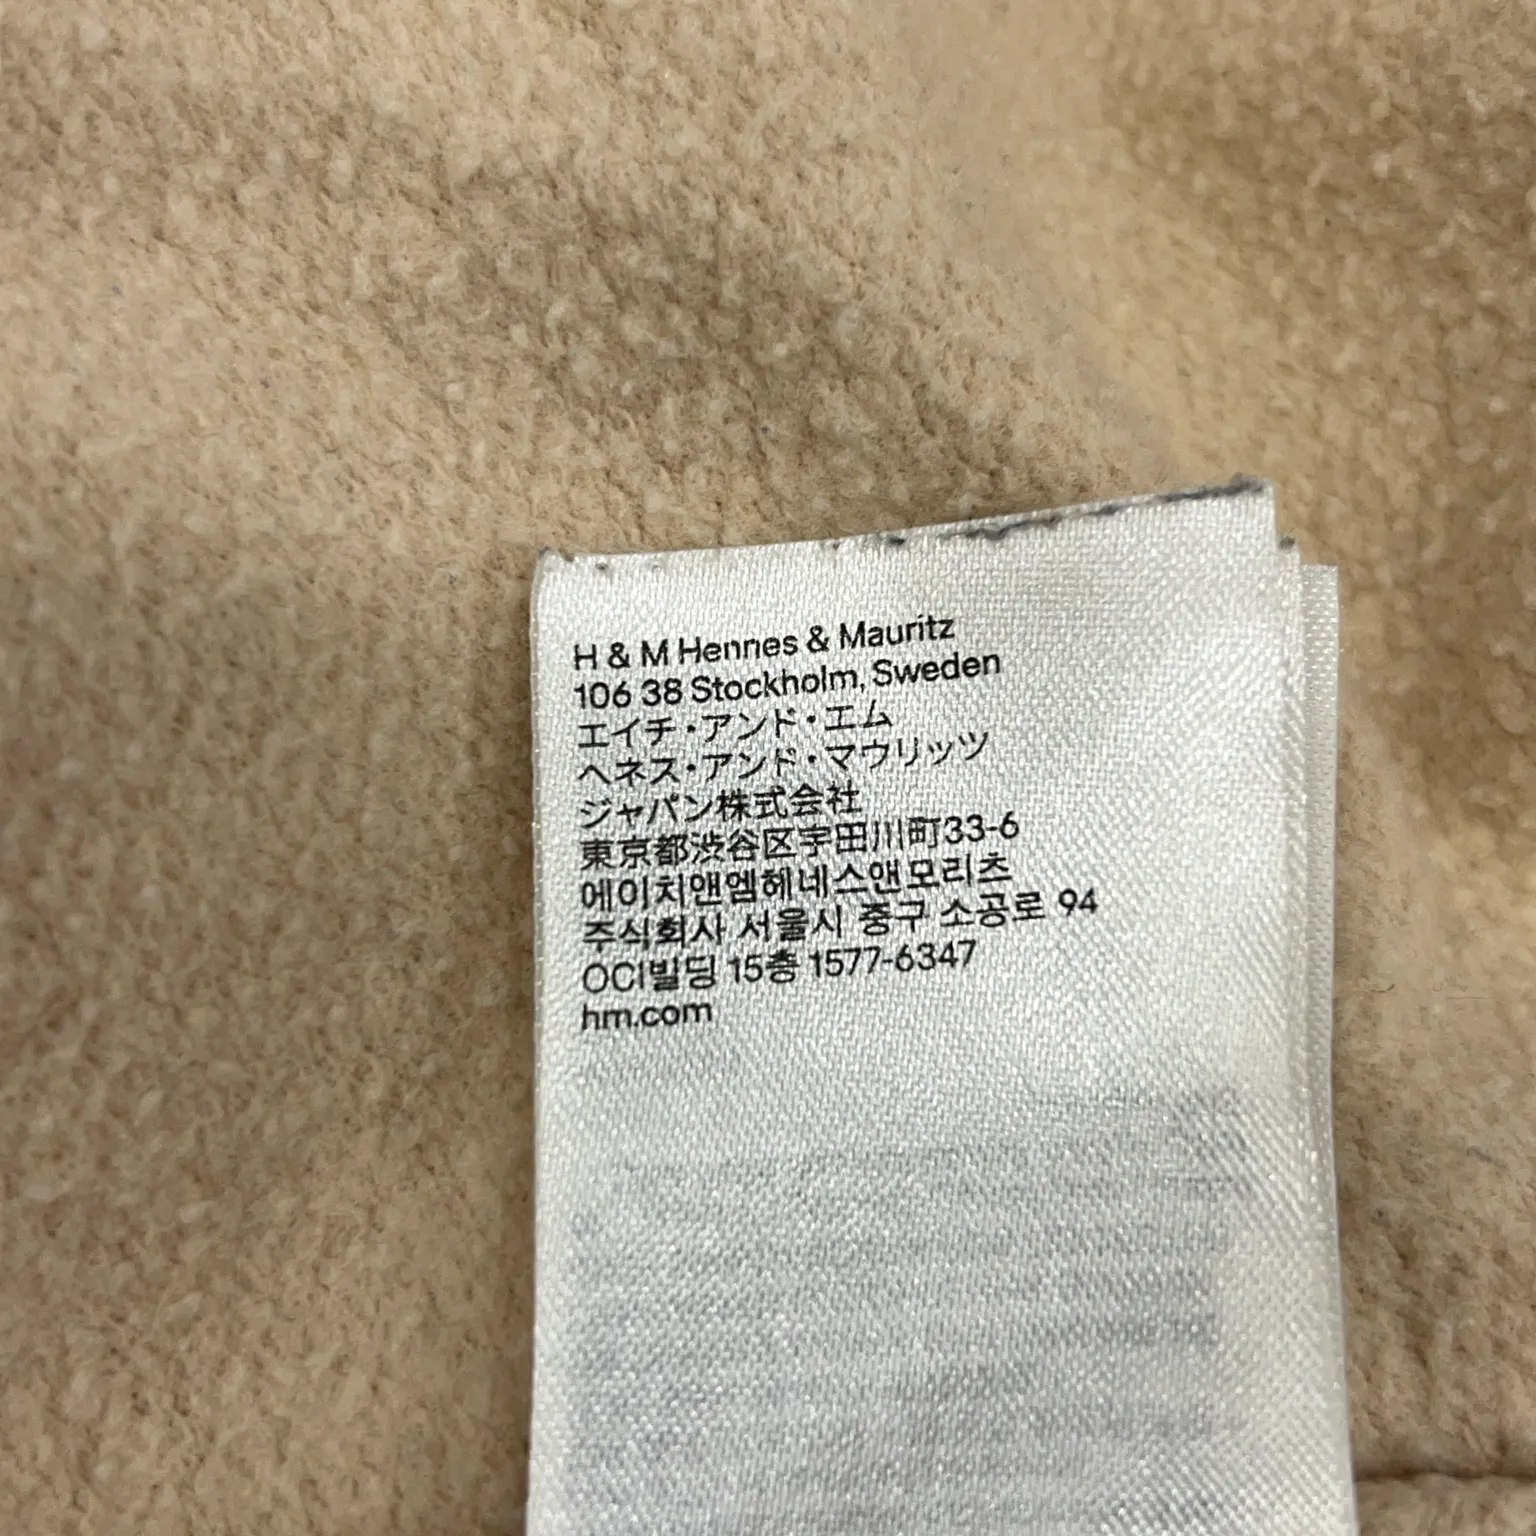 H & M Hennes & Mauritz
106 38 Stockholm, Sweden
エイチ・アンド・エム
ヘネス・アンド・マウリッツ
ジャパン株式会社
東京都渋谷区宇田川町33-6
에이치앤엠헤네스앤모리츠
주식회사 서울시 중구 소공로 94
OCI빌딩 15층 1577-6347
hm.com